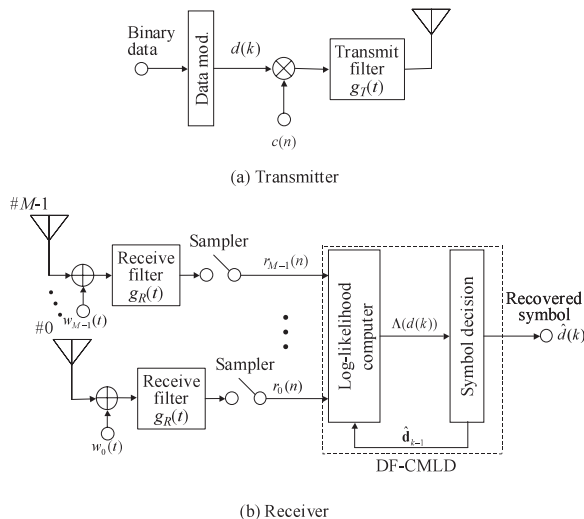 Binary
data
Data mod.
d(k)
c(n)
Transmit
filter
g_T(t)
(a) Transmitter
#M-1
w_{M-1}(t)
Receive
filter
g_R(t)
Sampler
r_{M-1}(n)
#0
w_0(t)
Receive
filter
g_R(t)
Sampler
r_0(n)
Log-likelihood
computer
Λ(d(k))
Symbol decision
Recovered
symbol
d̂(k)
d̂_{k-1}
DF-CMLD
(b) Receiver